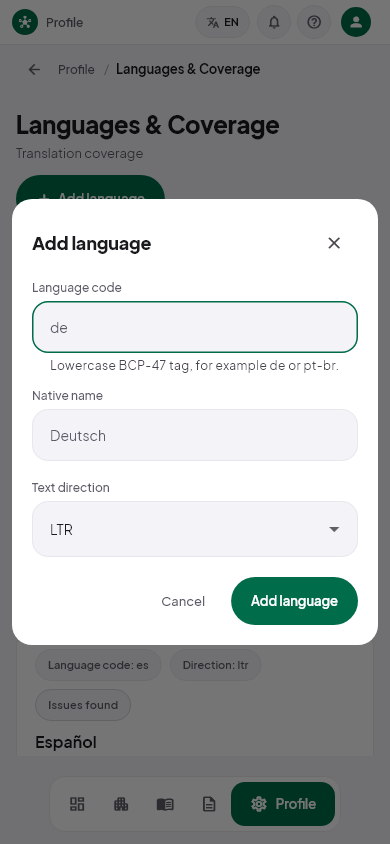 Profile
EN
Profile / Languages & Coverage
Languages & Coverage
Translation coverage
+ Add language
Add language
Language code
de
Lowercase BCP-47 tag, for example de or pt-br.
Native name
Deutsch
Text direction
LTR
Cancel
Add language
Language code: es
Direction: ltr
Issues found
Español
Profile